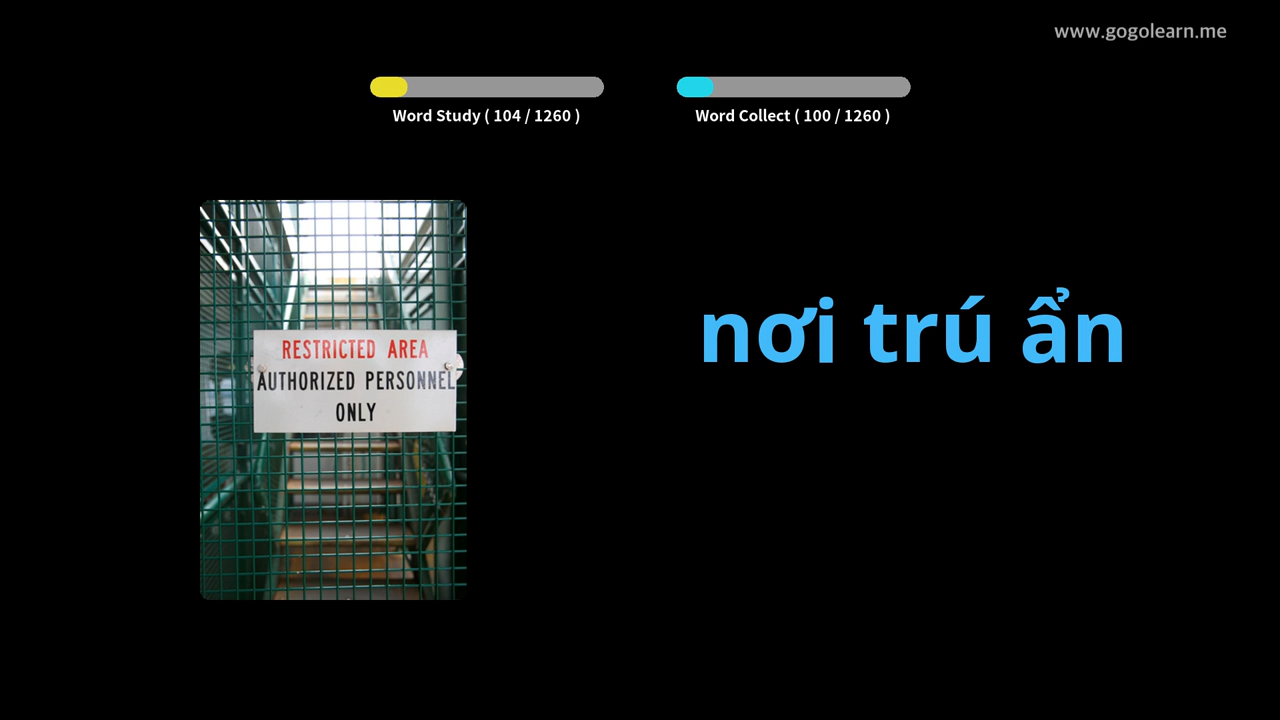 www.gogolearn.me
Word Study ( 104 / 1260 )
Word Collect ( 100 / 1260 )
RESTRICTED AREA
AUTHORIZED PERSONNEL
ONLY
nơi trú ẩn